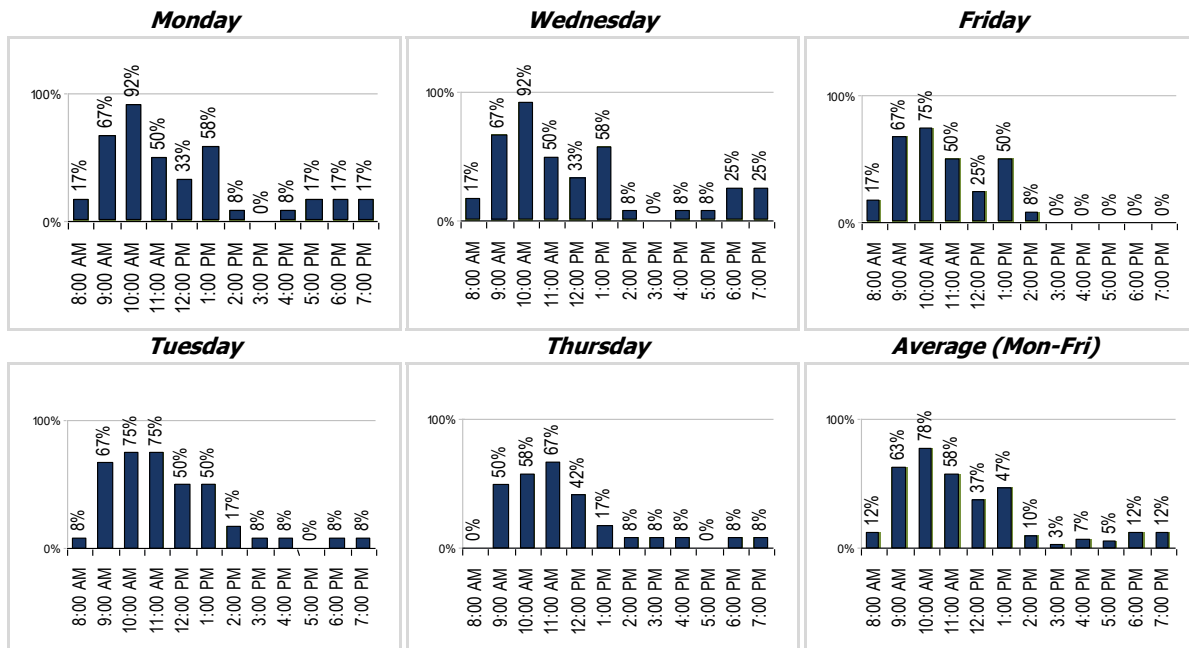 Monday
100%
0%
17%
67%
92%
50%
33%
58%
8%
0%
8%
17%
17%
17%
8:00 AM
9:00 AM
10:00 AM
11:00 AM
12:00 PM
1:00 PM
2:00 PM
3:00 PM
4:00 PM
5:00 PM
6:00 PM
7:00 PM
Wednesday
100%
0%
17%
67%
92%
50%
33%
58%
8%
0%
8%
8%
25%
25%
8:00 AM
9:00 AM
10:00 AM
11:00 AM
12:00 PM
1:00 PM
2:00 PM
3:00 PM
4:00 PM
5:00 PM
6:00 PM
7:00 PM
Friday
100%
0%
17%
67%
75%
50%
25%
50%
8%
0%
0%
0%
0%
0%
8:00 AM
9:00 AM
10:00 AM
11:00 AM
12:00 PM
1:00 PM
2:00 PM
3:00 PM
4:00 PM
5:00 PM
6:00 PM
7:00 PM
Tuesday
100%
0%
8%
67%
75%
75%
50%
50%
17%
8%
8%
0%
8%
8%
8:00 AM
9:00 AM
10:00 AM
11:00 AM
12:00 PM
1:00 PM
2:00 PM
3:00 PM
4:00 PM
5:00 PM
6:00 PM
7:00 PM
Thursday
100%
0%
0%
50%
58%
67%
42%
17%
8%
8%
8%
0%
8%
8%
8:00 AM
9:00 AM
10:00 AM
11:00 AM
12:00 PM
1:00 PM
2:00 PM
3:00 PM
4:00 PM
5:00 PM
6:00 PM
7:00 PM
Average (Mon-Fri)
100%
0%
12%
63%
78%
58%
37%
47%
10%
3%
7%
5%
12%
12%
8:00 AM
9:00 AM
10:00 AM
11:00 AM
12:00 PM
1:00 PM
2:00 PM
3:00 PM
4:00 PM
5:00 PM
6:00 PM
7:00 PM